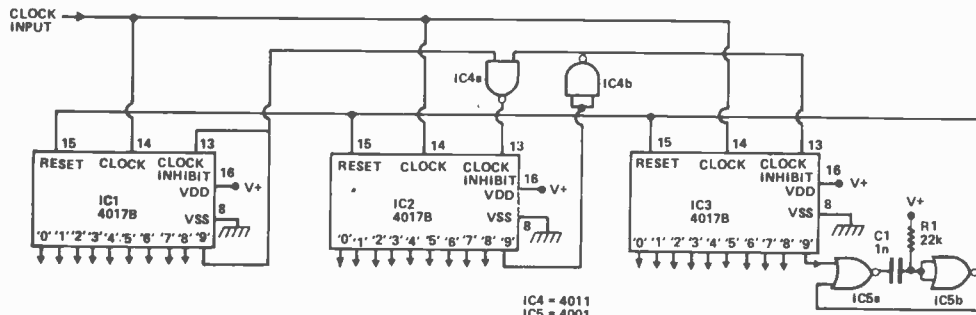 CLOCK
INPUT
IC4a
IC4b
15 14 13
RESET CLOCK CLOCK
INHIBIT
16
VDD
V+
IC1
4017B
VSS
8
'0' '1' '2' '3' '4' '5' '6' '7' '8' '9'
15 14 13
RESET CLOCK CLOCK
INHIBIT
16
VDD
V+
IC2
4017B
VSS
8
'0' '1' '2' '3' '4' '5' '6' '7' '8' '9'
15 14 13
RESET CLOCK CLOCK
INHIBIT
16
VDD
V+
IC3
4017B
VSS
8
'0' '1' '2' '3' '4' '5' '6' '7' '8' '9'
V+
C1
1n
R1
22k
IC5a
IC5b
IC4 = 4011
IC5 = 4001